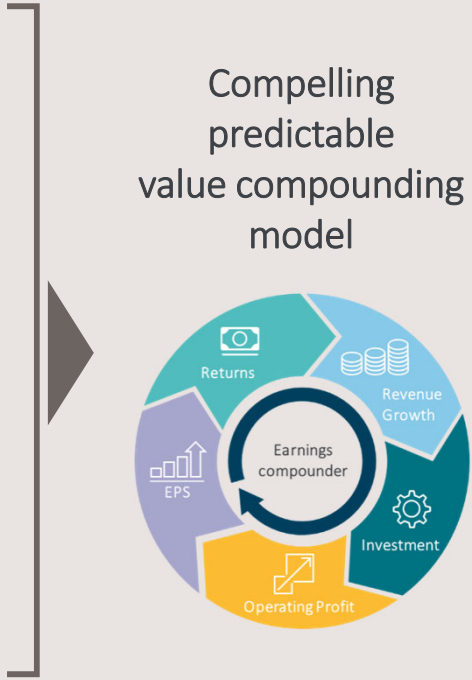 Compelling
predictable
value compounding
model
Returns
Revenue
Growth
Earnings
compounder
EPS
Investment
Operating Profit